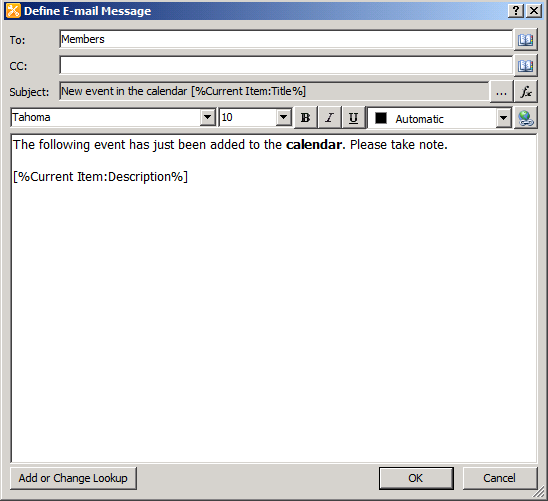 Define E-mail Message
To: Members
CC:
Subject: New event in the calendar [%Current Item:Title%] ... fx
Tahoma 10 B I U Automatic
The following event has just been added to the calendar. Please take note.
[%Current Item:Description%]
Add or Change Lookup OK Cancel